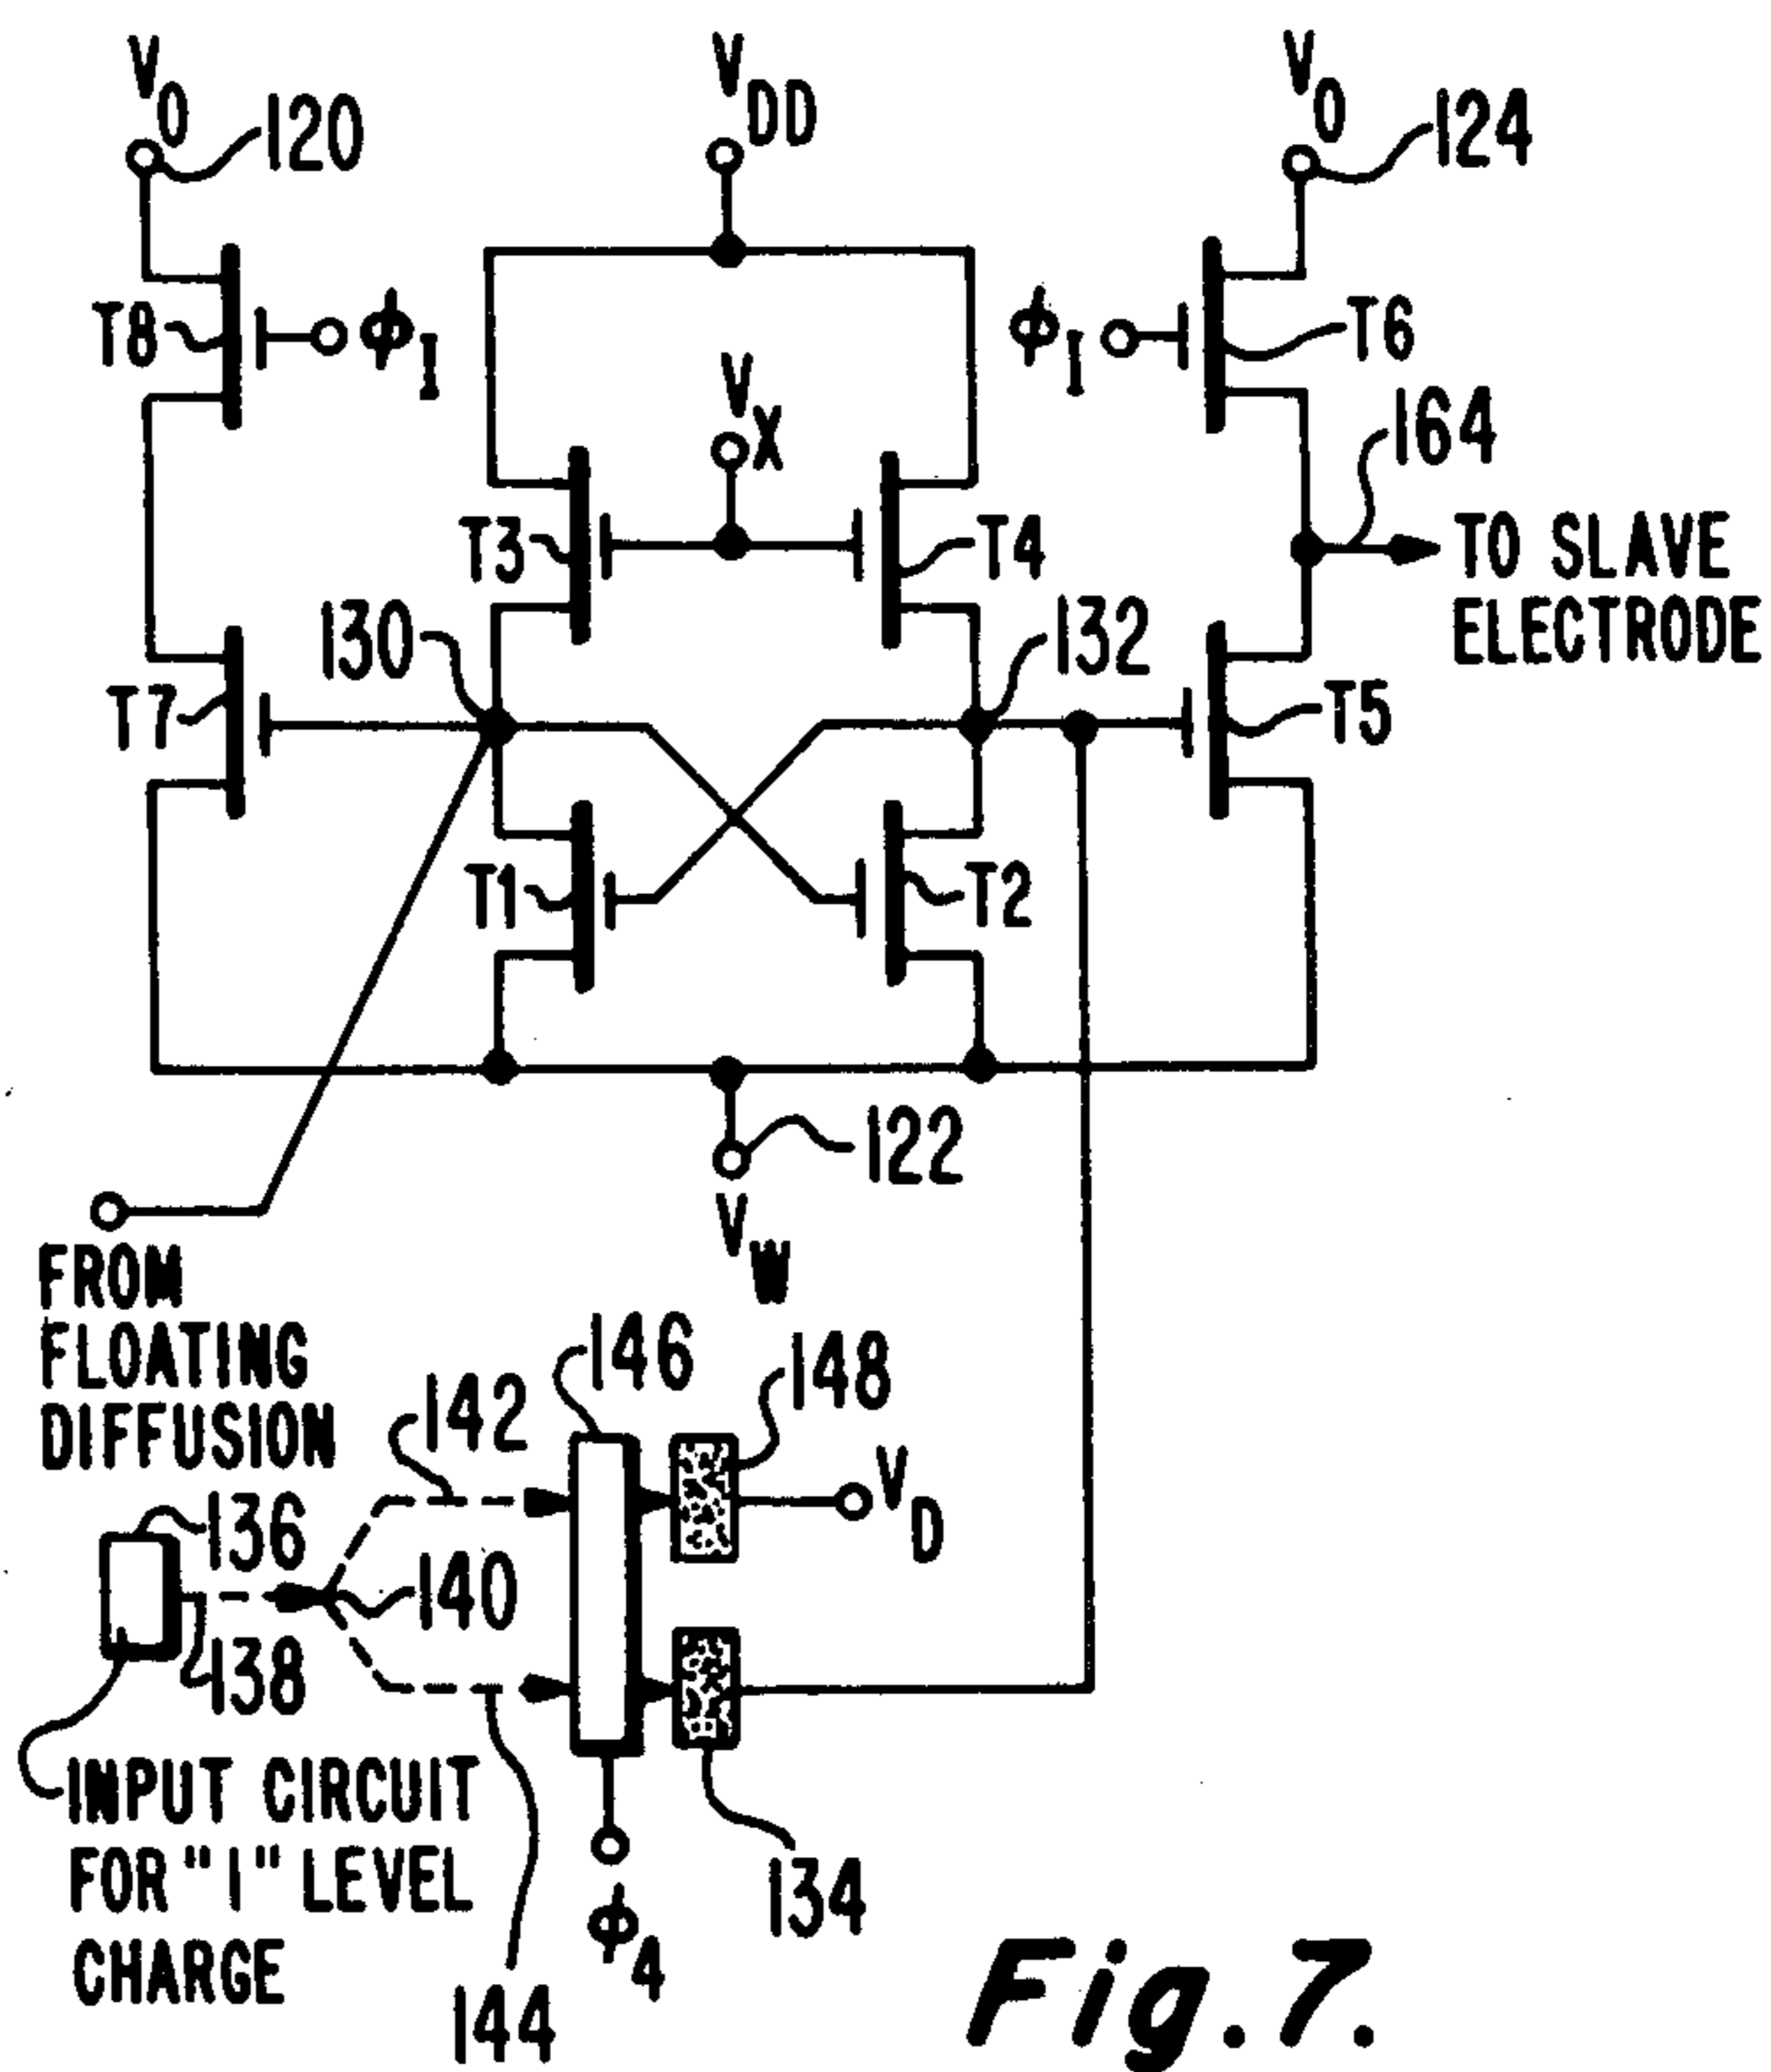 V0 120
VDD
V0 124
T8 φI
φI T6
VX
164
T3 T4
TO SLAVE
ELECTRODE
130 132
T7 T5
T1 T2
122
VW
FROM
FLOATING
DIFFUSION
142 146 148
VD
136
140
138
INPUT CIRCUIT
FOR "1" LEVEL
CHARGE
144
φ4
134
Fig. 7.